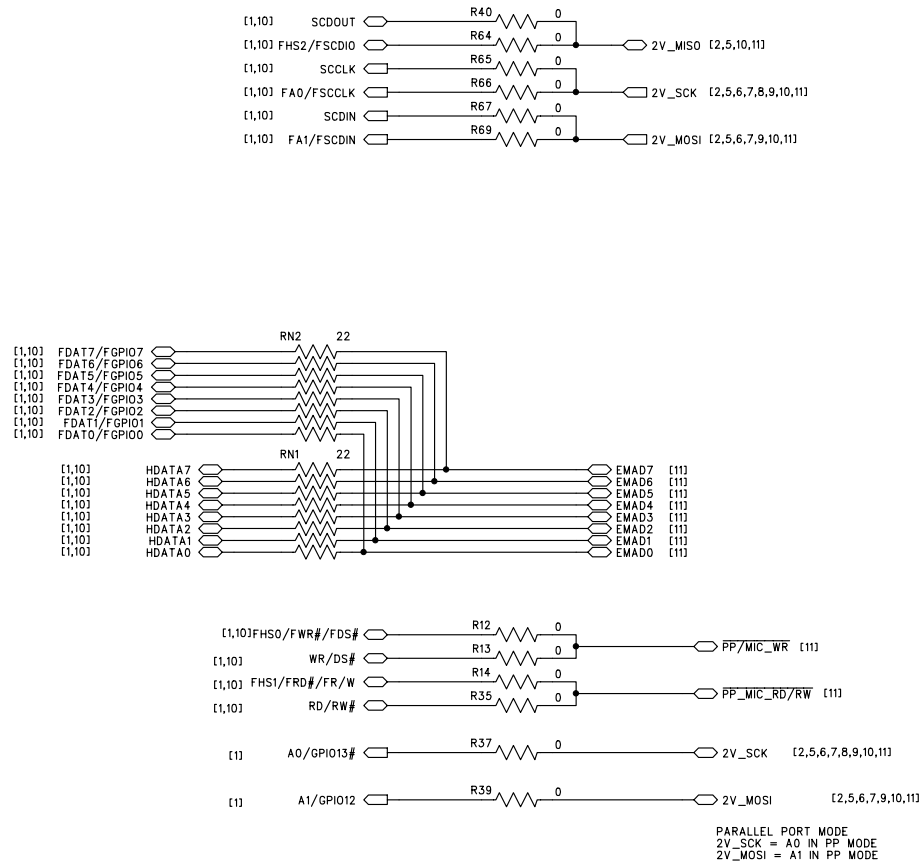 [1,10] SCDOUT R40 0
[1,10] FHS2/FSCDIO R64 0 2V_MISO [2,5,10,11]
[1,10] SCCLK R65 0
[1,10] FA0/FSCCLK R66 0 2V_SCK [2,5,6,7,8,9,10,11]
[1,10] SCDIN R67 0
[1,10] FA1/FSCDIN R69 0 2V_MOSI [2,5,6,7,9,10,11]
RN2 22
[1,10] FDAT7/FGPIO7
[1,10] FDAT6/FGPIO6
[1,10] FDAT5/FGPIO5
[1,10] FDAT4/FGPIO4
[1,10] FDAT3/FGPIO3
[1,10] FDAT2/FGPIO2
[1,10] FDAT1/FGPIO1
[1,10] FDAT0/FGPIO0
RN1 22
[1,10] HDATA7 EMAD7 [11]
[1,10] HDATA6 EMAD6 [11]
[1,10] HDATA5 EMAD5 [11]
[1,10] HDATA4 EMAD4 [11]
[1,10] HDATA3 EMAD3 [11]
[1,10] HDATA2 EMAD2 [11]
[1,10] HDATA1 EMAD1 [11]
[1,10] HDATA0 EMAD0 [11]
[1,10]FHS0/FWR#/FDS# R12 0
PP/MIC_WR [11]
[1,10] WR/DS# R13 0
[1,10] FHS1/FRD#/FR/W R14 0
PP_MIC_RD/RW [11]
[1,10] RD/RW# R35 0
[1] A0/GPIO13# R37 0 2V_SCK [2,5,6,7,8,9,10,11]
[1] A1/GPIO12 R39 0 2V_MOSI [2,5,6,7,9,10,11]
PARALLEL PORT MODE
2V_SCK = A0 IN PP MODE
2V_MOSI = A1 IN PP MODE